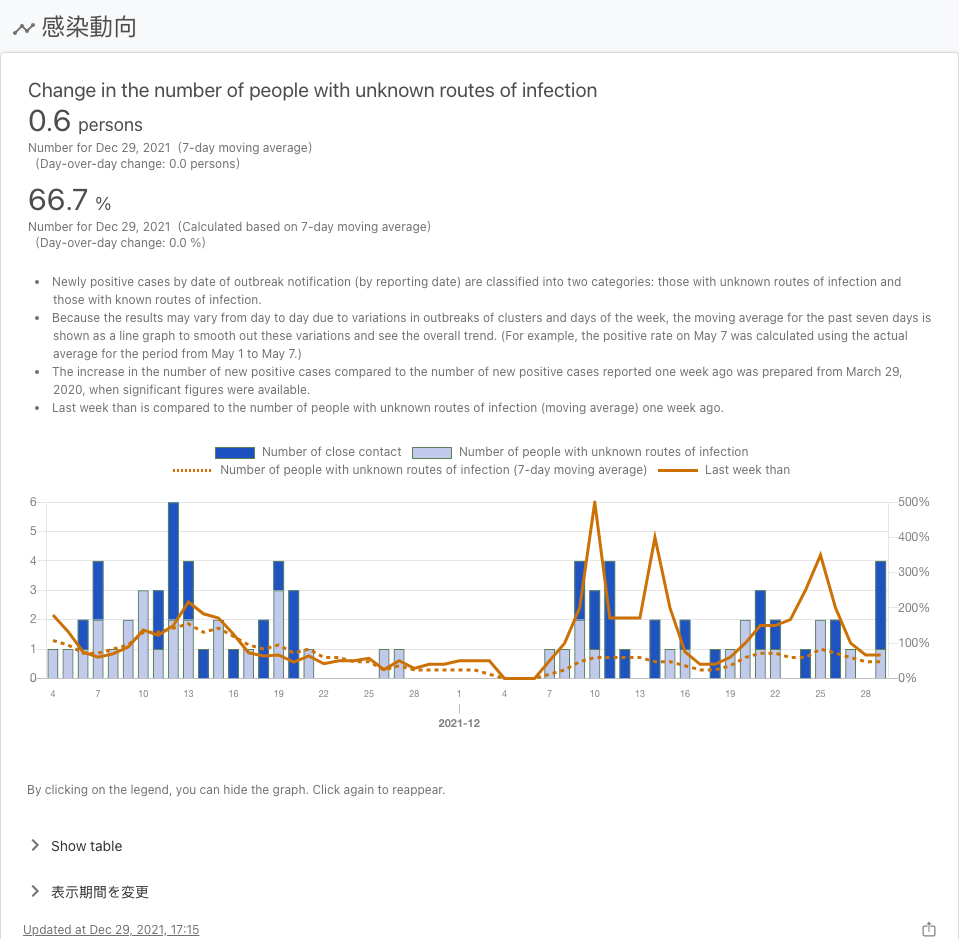 感染動向
Change in the number of people with unknown routes of infection
0.6 persons
Number for Dec 29, 2021 (7-day moving average)
(Day-over-day change: 0.0 persons)
66.7 %
Number for Dec 29, 2021 (Calculated based on 7-day moving average)
(Day-over-day change: 0.0 %)
• Newly positive cases by date of outbreak notification (by reporting date) are classified into two categories: those with unknown routes of infection and
those with known routes of infection.
• Because the results may vary from day to day due to variations in outbreaks of clusters and days of the week, the moving average for the past seven days is
shown as a line graph to smooth out these variations and see the overall trend. (For example, the positive rate on May 7 was calculated using the actual
average for the period from May 1 to May 7.)
• The increase in the number of new positive cases compared to the number of new positive cases reported one week ago was prepared from March 29,
2020, when significant figures were available.
• Last week than is compared to the number of people with unknown routes of infection (moving average) one week ago.
Number of close contact Number of people with unknown routes of infection
Number of people with unknown routes of infection (7-day moving average) Last week than
6 500%
5 400%
4 300%
3 200%
2 100%
1 0%
0
4 7 10 13 16 19 22 25 28 1 4 7 10 13 16 19 22 25 28
2021-12
By clicking on the legend, you can hide the graph. Click again to reappear.
Show table
表示期間を変更
Updated at Dec 29, 2021, 17:15